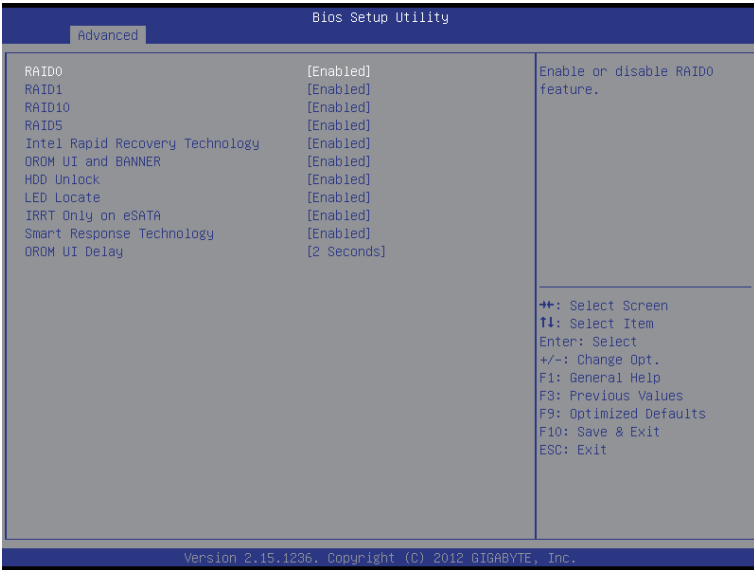 Bios Setup Utility
Advanced
RAID0 [Enabled]
RAID1 [Enabled]
RAID10 [Enabled]
RAID5 [Enabled]
Intel Rapid Recovery Technology [Enabled]
OROM UI and BANNER [Enabled]
HDD Unlock [Enabled]
LED Locate [Enabled]
IRRT Only on eSATA [Enabled]
Smart Response Technology [Enabled]
OROM UI Delay [2 Seconds]
Enable or disable RAID0
feature.
→←: Select Screen
↑↓: Select Item
Enter: Select
+/-: Change Opt.
F1: General Help
F3: Previous Values
F9: Optimized Defaults
F10: Save & Exit
ESC: Exit
Version 2.15.1236. Copyright (C) 2012 GIGABYTE, Inc.